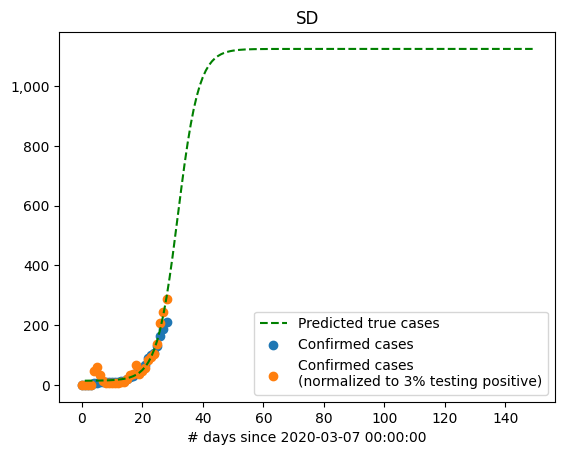 SD
1,000
800
600
400
200
0
Predicted true cases
Confirmed cases
Confirmed cases
(normalized to 3% testing positive)
0 20 40 60 80 100 120 140
# days since 2020-03-07 00:00:00